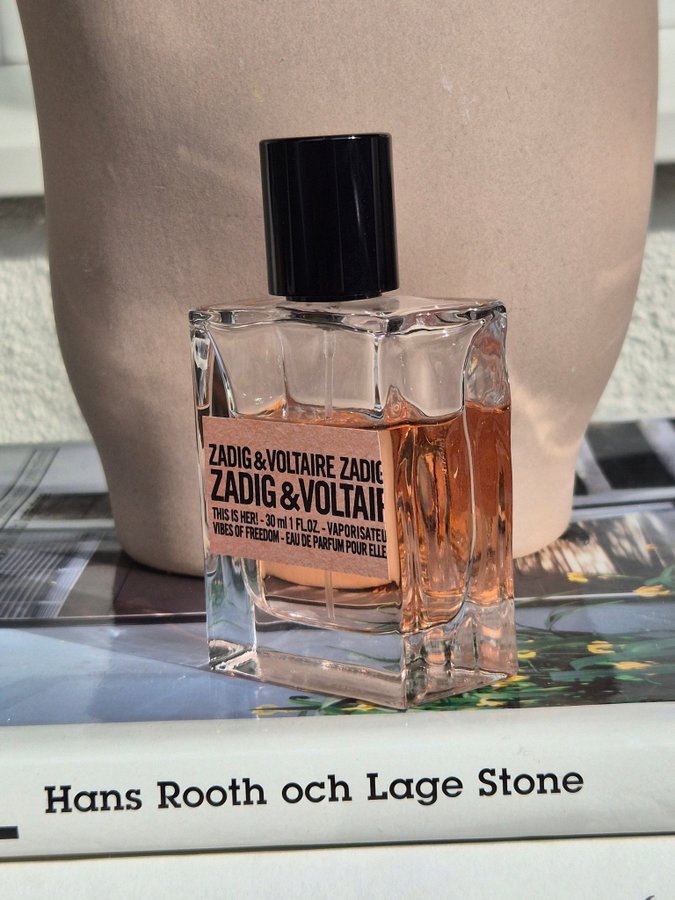 ZADIG & VOLTAIRE ZADIG
ZADIG & VOLTAIR
THIS IS HER! - 30 ml 1 FL.OZ. - VAPORISATEU
VIBES OF FREEDOM - EAU DE PARFUM POUR ELLE
Hans Rooth och Lage Stone